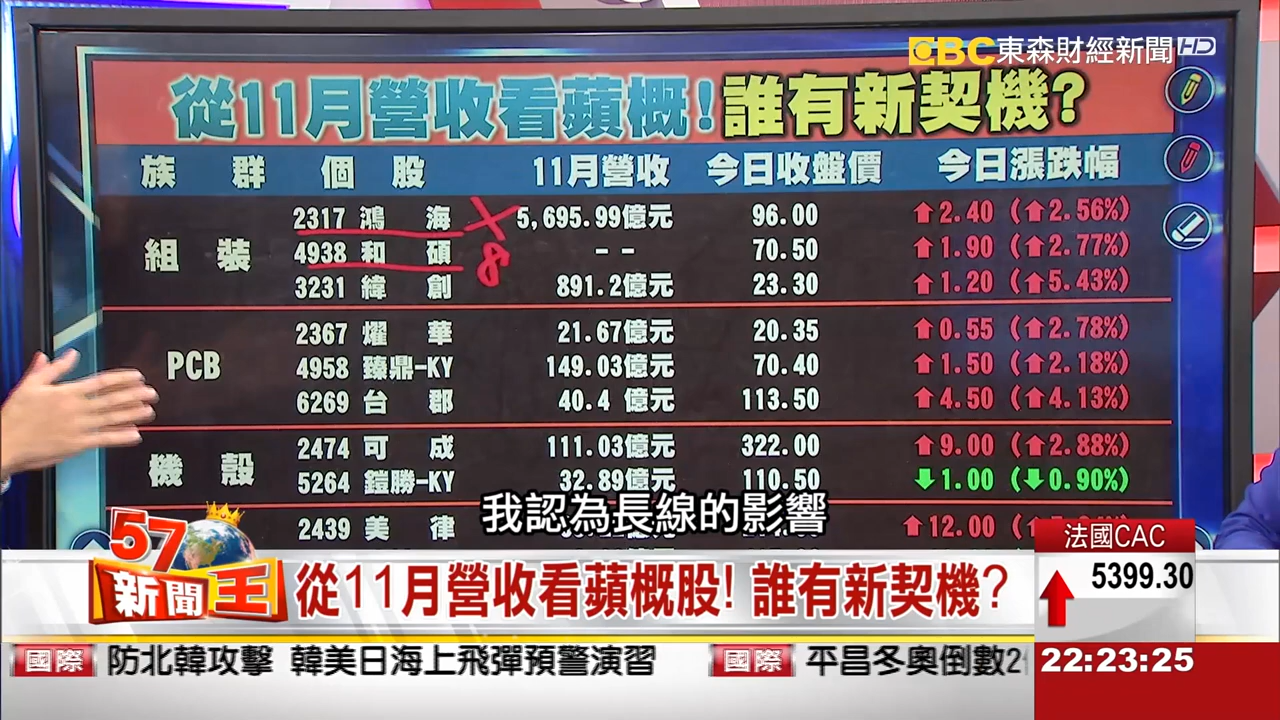 EBC 東森財經新聞 HD
從11月營收看蘋概!誰有新契機?
族群 個股 11月營收 今日收盤價 今日漲跌幅
組裝
2317 鴻海 X 5,695.99億元 96.00 ⬆2.40 (⬆2.56%)
4938 和碩 8 -- 70.50 ⬆1.90 (⬆2.77%)
3231 緯創 891.2億元 23.30 ⬆1.20 (⬆5.43%)
PCB
2367 燿華 21.67億元 20.35 ⬆0.55 (⬆2.78%)
4958 臻鼎-KY 149.03億元 70.40 ⬆1.50 (⬆2.18%)
6269 台郡 40.4 億元 113.50 ⬆4.50 (⬆4.13%)
機殼
2474 可成 111.03億元 322.00 ⬆9.00 (⬆2.88%)
5264 鎧勝-KY 32.89億元 110.50 ⬇1.00 (⬇0.90%)
2439 美律 ⬆12.00
我認為長線的影響
57新聞王
從11月營收看蘋概股! 誰有新契機?
法國CAC
5399.30
國際 防北韓攻擊 韓美日海上飛彈預警演習 國際 平昌冬奧倒數2
22:23:25